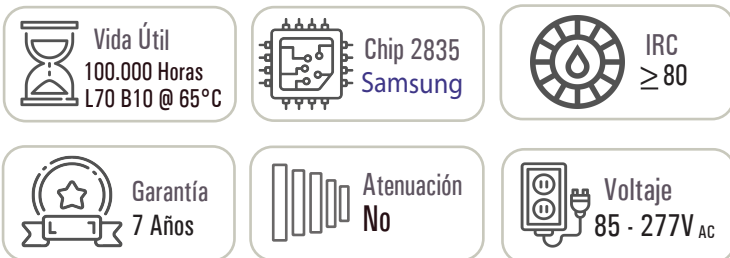 Vida Útil
100.000 Horas
L70 B10 @ 65°C
Chip 2835
Samsung
IRC
≥80
Garantía
7 Años
Atenuación
No
Voltaje
85 - 277V AC